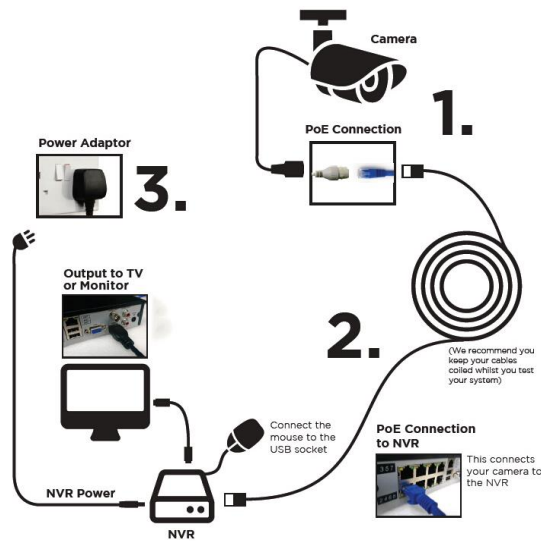 Camera
1.
PoE Connection
Power Adaptor
3.
Output to TV
or Monitor
2.
(We recommend you
keep your cables
coiled whilst you test
your system)
Connect the
mouse to the
USB socket
PoE Connection
to NVR
This connects
your camera to
the NVR
NVR Power
NVR